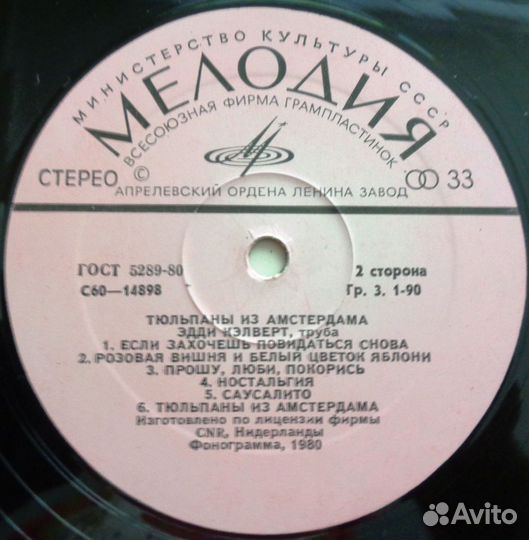 МИНИСТЕРСТВО КУЛЬТУРЫ СССР
МЕЛОДИЯ
ВСЕСОЮЗНАЯ ФИРМА ГРАМПЛАСТИНОК
СТЕРЕО © 33
АПРЕЛЕВСКИЙ ОРДЕНА ЛЕНИНА ЗАВОД
ГОСТ 5289-80 2 сторона
С60—14898 Гр. 3. 1-90
ТЮЛЬПАНЫ ИЗ АМСТЕРДАМА
ЭДДИ КЭЛВЕРТ, труба
1. ЕСЛИ ЗАХОЧЕШЬ ПОВИДАТЬСЯ СНОВА
2. РОЗОВАЯ ВИШНЯ И БЕЛЫЙ ЦВЕТОК ЯБЛОНИ
3. ПРОШУ, ЛЮБИ, ПОКОРИСЬ
4. НОСТАЛЬГИЯ
5. САУСАЛИТО
6. ТЮЛЬПАНЫ ИЗ АМСТЕРДАМА
Изготовлено по лицензии фирмы
CNR, Нидерланды
Фонограмма, 1980
Avito